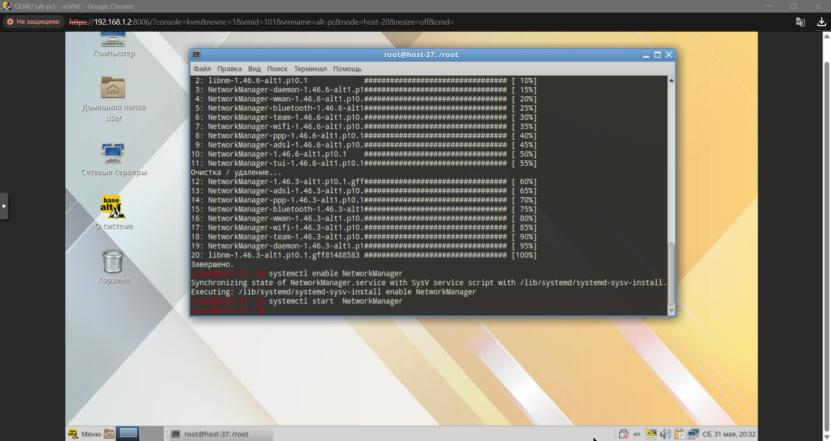 QEMU (alt-pc) - noVNC - Google Chrome
Не защищено https://192.168.1.2:8006/?console=kvm&novnc=1&vmid=101&vmname=alt-pc&node=host-20&resize=off&cmd=
Компьютер
Домашняя папка
user
Сетевые серверы
base
alt
О системе
Корзина
root@host-37: /root
Файл Правка Вид Поиск Терминал Помощь
2: libnm-1.46.6-alt1.p10.1 ################################# [ 10%]
3: NetworkManager-daemon-1.46.6-alt1.p1################################# [ 15%]
4: NetworkManager-wwan-1.46.6-alt1.p10.################################# [ 20%]
5: NetworkManager-bluetooth-1.46.6-alt1################################# [ 25%]
6: NetworkManager-team-1.46.6-alt1.p10.################################# [ 30%]
7: NetworkManager-wifi-1.46.6-alt1.p10.################################# [ 35%]
8: NetworkManager-ppp-1.46.6-alt1.p10.1################################# [ 40%]
9: NetworkManager-adsl-1.46.6-alt1.p10.################################# [ 45%]
10: NetworkManager-1.46.6-alt1.p10.1 ################################# [ 50%]
11: NetworkManager-tui-1.46.6-alt1.p10.1################################# [ 55%]
Очистка / удаление...
12: NetworkManager-1.46.3-alt1.p10.1.gff################################# [ 60%]
13: NetworkManager-adsl-1.46.3-alt1.p10.################################# [ 65%]
14: NetworkManager-ppp-1.46.3-alt1.p10.1################################# [ 70%]
15: NetworkManager-bluetooth-1.46.3-alt1################################# [ 75%]
16: NetworkManager-wwan-1.46.3-alt1.p10.################################# [ 80%]
17: NetworkManager-wifi-1.46.3-alt1.p10.################################# [ 85%]
18: NetworkManager-team-1.46.3-alt1.p10.################################# [ 90%]
19: NetworkManager-daemon-1.46.3-alt1.p1################################# [ 95%]
20: libnm-1.46.3-alt1.p10.1.gff81488583 ################################# [100%]
Завершено.
[root@host-37 ~]# systemctl enable NetworkManager
Synchronizing state of NetworkManager.service with SysV service script with /lib/systemd/systemd-sysv-install.
Executing: /lib/systemd/systemd-sysv-install enable NetworkManager
[root@host-37 ~]# systemctl start  NetworkManager
[root@host-37 ~]#
Меню root@host-37: /root en Сб, 31 мая, 20:32